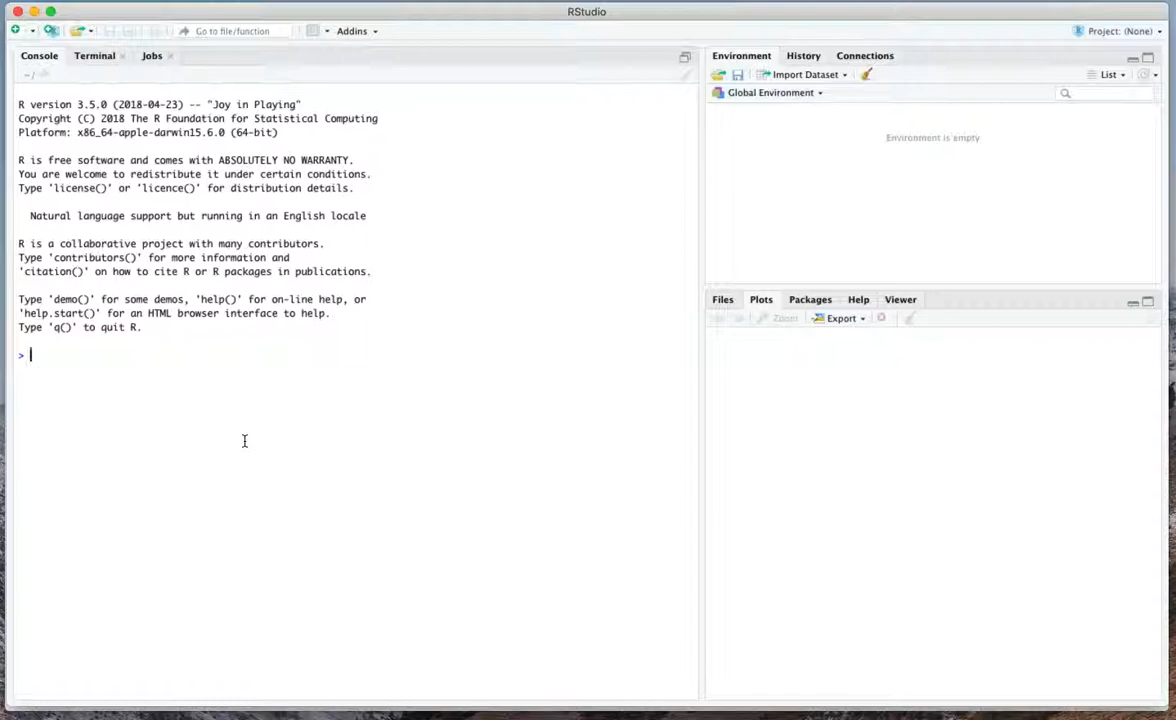 RStudio
Go to file/function
Addins
Project: (None)
Console
Terminal
Jobs
~/
R version 3.5.0 (2018-04-23) -- "Joy in Playing"
Copyright (C) 2018 The R Foundation for Statistical Computing
Platform: x86_64-apple-darwin15.6.0 (64-bit)
R is free software and comes with ABSOLUTELY NO WARRANTY.
You are welcome to redistribute it under certain conditions.
Type 'license()' or 'licence()' for distribution details.
Natural language support but running in an English locale
R is a collaborative project with many contributors.
Type 'contributors()' for more information and
'citation()' on how to cite R or R packages in publications.
Type 'demo()' for some demos, 'help()' for on-line help, or
'help.start()' for an HTML browser interface to help.
Type 'q()' to quit R.
>
Environment
History
Connections
Import Dataset
List
Global Environment
Environment is empty
Files
Plots
Packages
Help
Viewer
Zoom
Export